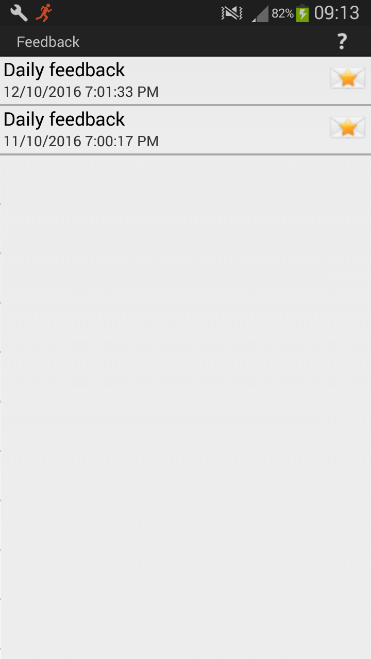 82% 09:13
Feedback ?
Daily feedback
12/10/2016 7:01:33 PM
Daily feedback
11/10/2016 7:00:17 PM